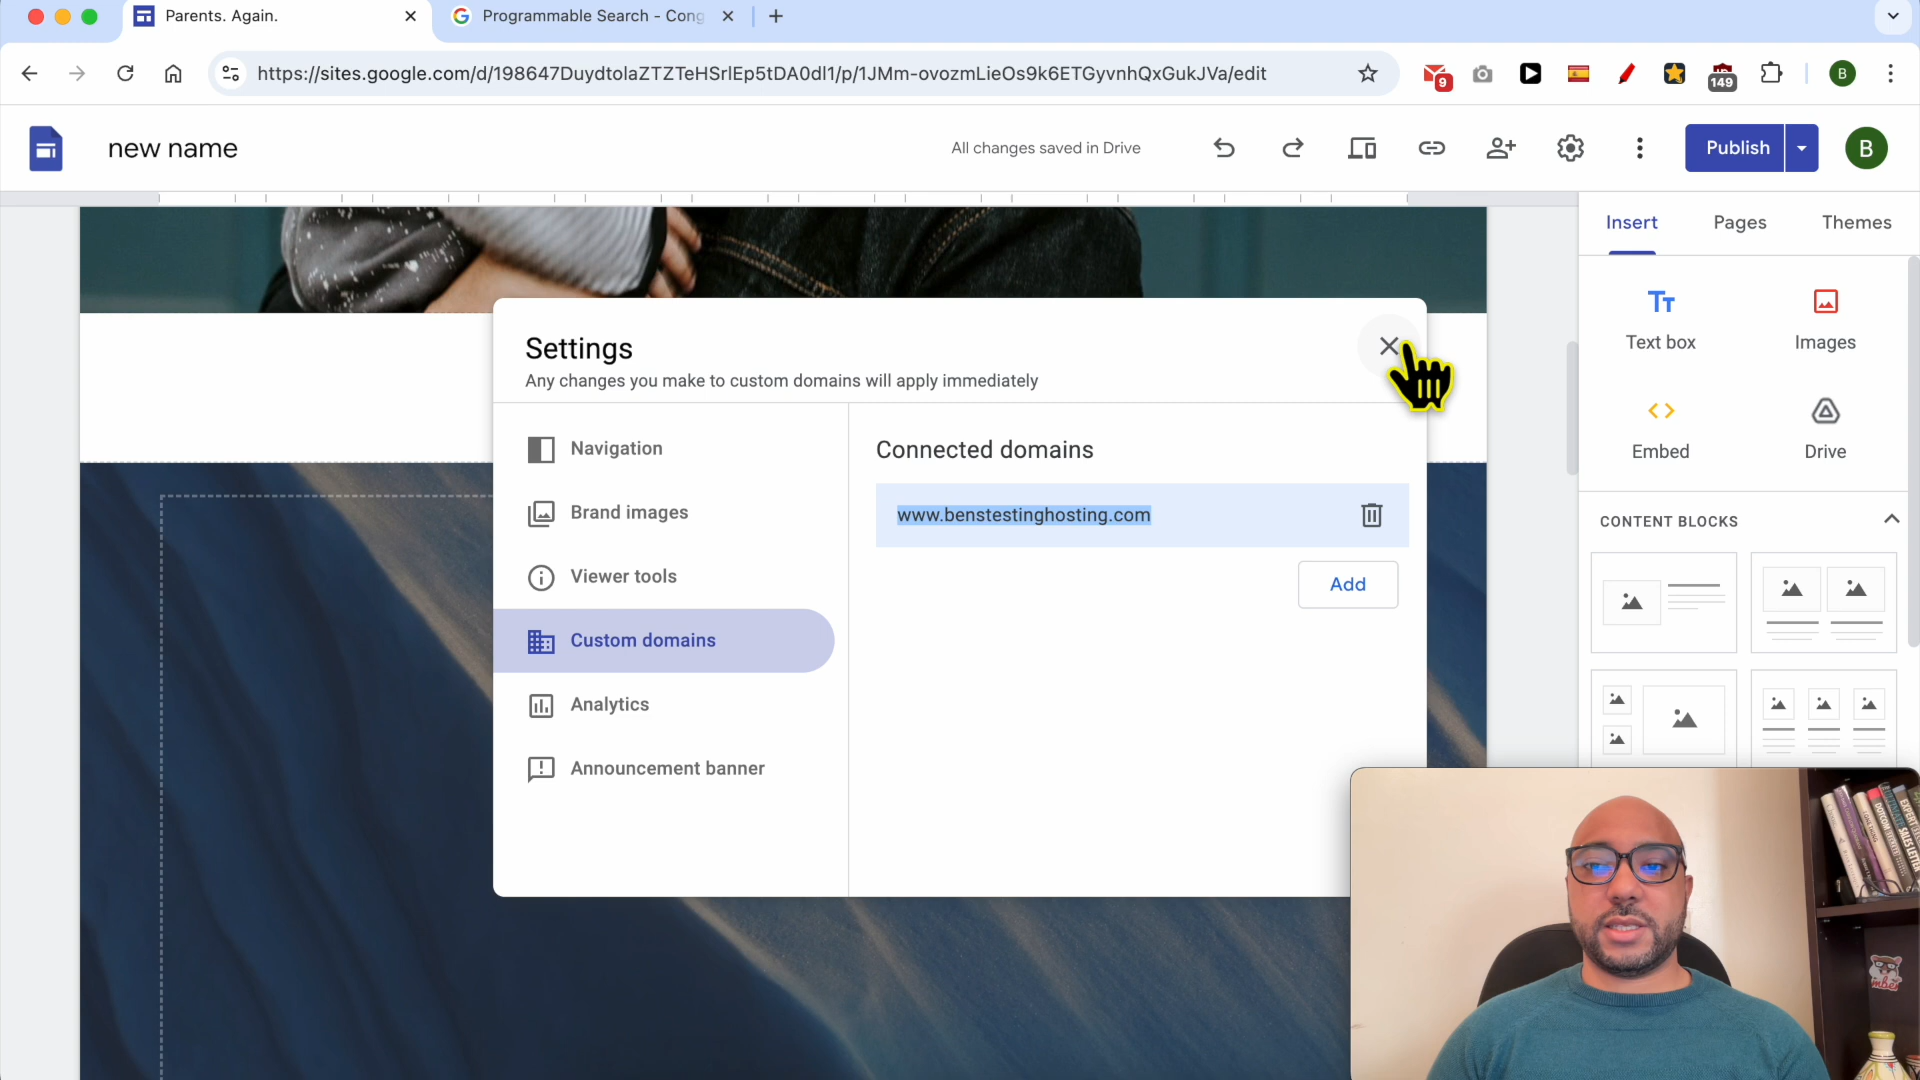 Parents. Again.
Programmable Search - Cong
https://sites.google.com/d/198647DuydtolaZTZTeHSrlEp5tDA0dl1/p/1JMm-ovozmLieOs9k6ETGyvnhQxGukJVa/edit
9
149
B
new name
All changes saved in Drive
Publish
B
Insert
Pages
Themes
Text box
Images
Embed
Drive
CONTENT BLOCKS
Settings
Any changes you make to custom domains will apply immediately
Navigation
Brand images
Viewer tools
Custom domains
Analytics
Announcement banner
Connected domains
www.benstestinghosting.com
Add
DOTCOM SECRETS
EXPERT